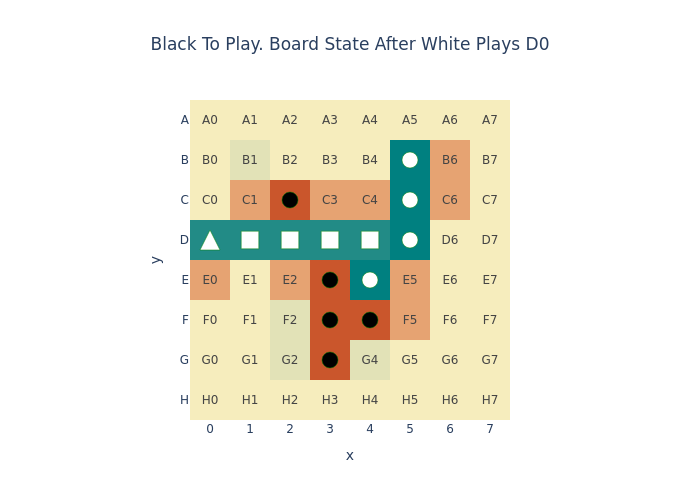 Black To Play. Board State After White Plays D0
A A0 A1 A2 A3 A4 A5 A6 A7
B B0 B1 B2 B3 B4 B6 B7
C C0 C1 C3 C4 C6 C7
D D6 D7
y
E E0 E1 E2 E5 E6 E7
F F0 F1 F2 F5 F6 F7
G G0 G1 G2 G4 G5 G6 G7
H H0 H1 H2 H3 H4 H5 H6 H7
0 1 2 3 4 5 6 7
x